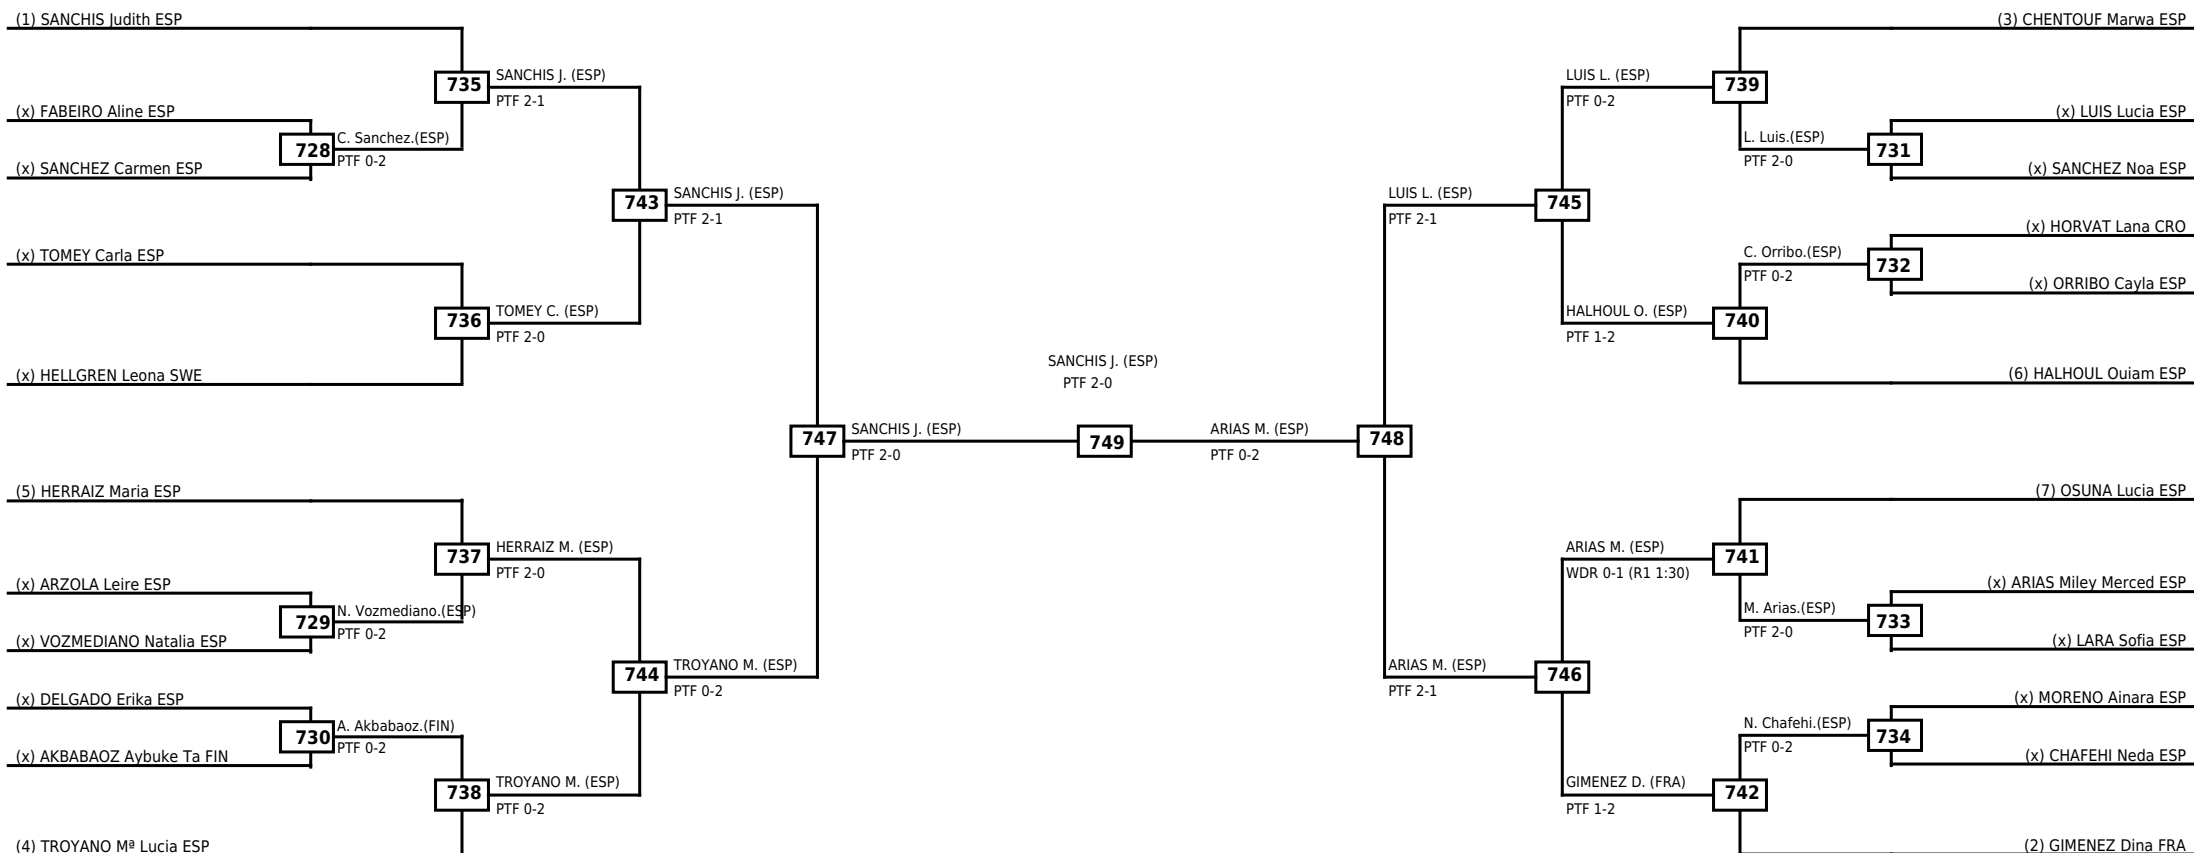 (1) SANCHIS Judith ESP
735
SANCHIS J. (ESP)
PTF 2-1
(x) FABEIRO Aline ESP
728
C. Sanchez.(ESP)
PTF 0-2
(x) SANCHEZ Carmen ESP
743
SANCHIS J. (ESP)
PTF 2-1
(x) TOMEY Carla ESP
736
TOMEY C. (ESP)
PTF 2-0
(x) HELLGREN Leona SWE
747
SANCHIS J. (ESP)
PTF 2-0
(5) HERRAIZ Maria ESP
737
HERRAIZ M. (ESP)
PTF 2-0
(x) ARZOLA Leire ESP
729
N. Vozmediano.(ESP)
PTF 0-2
(x) VOZMEDIANO Natalia ESP
744
TROYANO M. (ESP)
PTF 0-2
(x) DELGADO Erika ESP
730
A. Akbabaoz.(FIN)
PTF 0-2
(x) AKBABAOZ Aybuke Ta FIN
738
TROYANO M. (ESP)
PTF 0-2
(4) TROYANO Mª Lucia ESP
SANCHIS J. (ESP)
PTF 2-0
749
(3) CHENTOUF Marwa ESP
LUIS L. (ESP)
PTF 0-2
739
(x) LUIS Lucia ESP
L. Luis.(ESP)
PTF 2-0
731
(x) SANCHEZ Noa ESP
LUIS L. (ESP)
PTF 2-1
745
(x) HORVAT Lana CRO
C. Orribo.(ESP)
PTF 0-2
732
(x) ORRIBO Cayla ESP
HALHOUL O. (ESP)
PTF 1-2
740
(6) HALHOUL Ouiam ESP
ARIAS M. (ESP)
PTF 0-2
748
(7) OSUNA Lucia ESP
ARIAS M. (ESP)
WDR 0-1 (R1 1:30)
741
(x) ARIAS Miley Merced ESP
M. Arias.(ESP)
PTF 2-0
733
(x) LARA Sofia ESP
ARIAS M. (ESP)
PTF 2-1
746
(x) MORENO Ainara ESP
N. Chafehi.(ESP)
PTF 0-2
734
(x) CHAFEHI Neda ESP
GIMENEZ D. (FRA)
PTF 1-2
742
(2) GIMENEZ Dina FRA